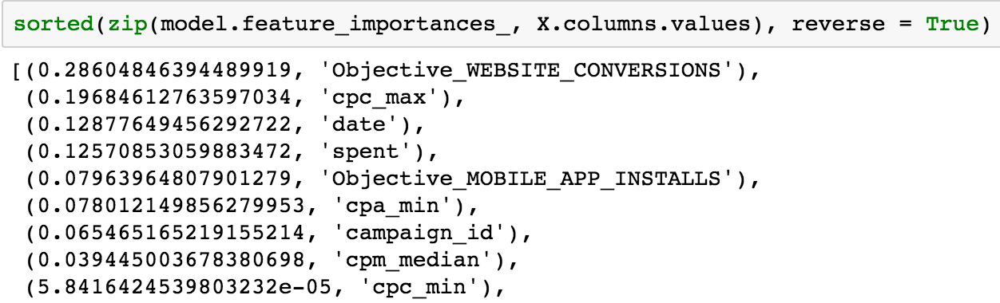 sorted(zip(model.feature_importances_, X.columns.values), reverse = True)
[(0.28604846394489919, 'Objective_WEBSITE_CONVERSIONS'),
(0.19684612763597034, 'cpc_max'),
(0.12877649456292722, 'date'),
(0.12570853059883472, 'spent'),
(0.07963964807901279, 'Objective_MOBILE_APP_INSTALLS'),
(0.078012149856279953, 'cpa_min'),
(0.065465165219155214, 'campaign_id'),
(0.039445003678380698, 'cpm_median'),
(5.8416424539803232e-05, 'cpc_min'),